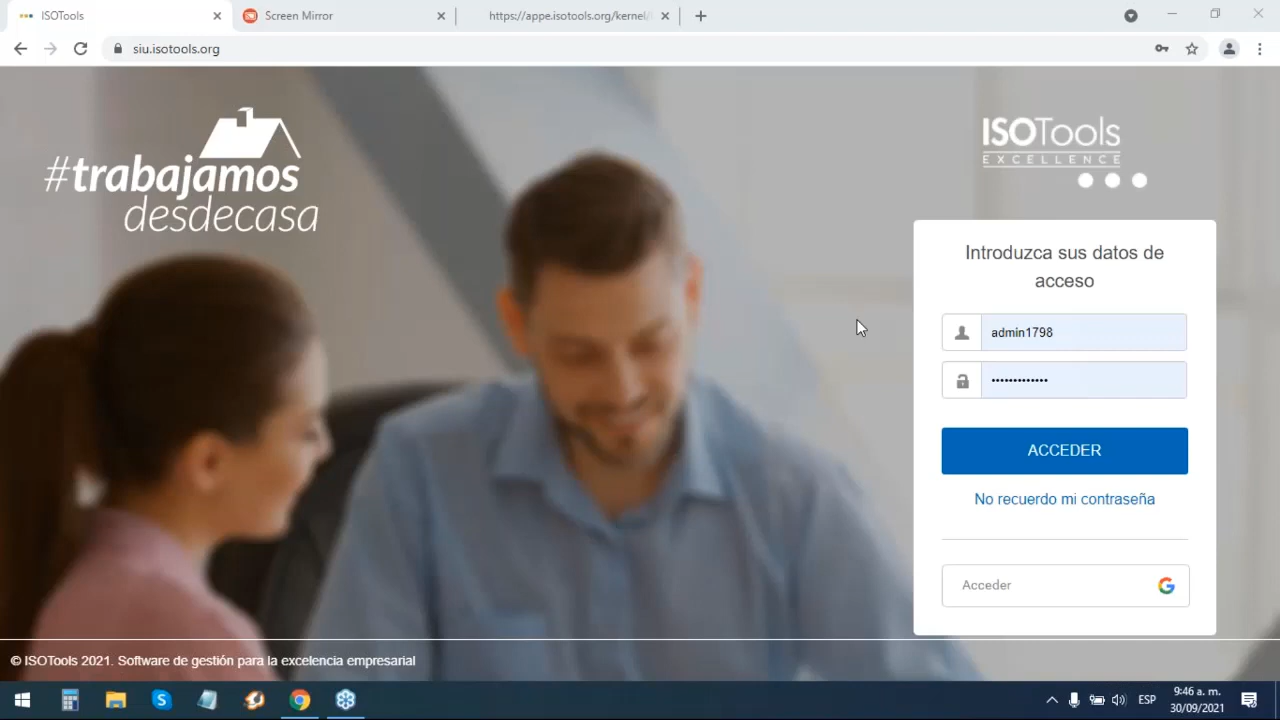 ISOTools
Screen Mirror
https://appe.isotools.org/kernel/
siu.isotools.org
#trabajamos
desdecasa
ISOTools
EXCELLENCE
Introduzca sus datos de
acceso
admin1798
•••••••••••••
ACCEDER
No recuerdo mi contraseña
Acceder
© ISOTools 2021. Software de gestión para la excelencia empresarial
ESP
9:46 a. m.
30/09/2021